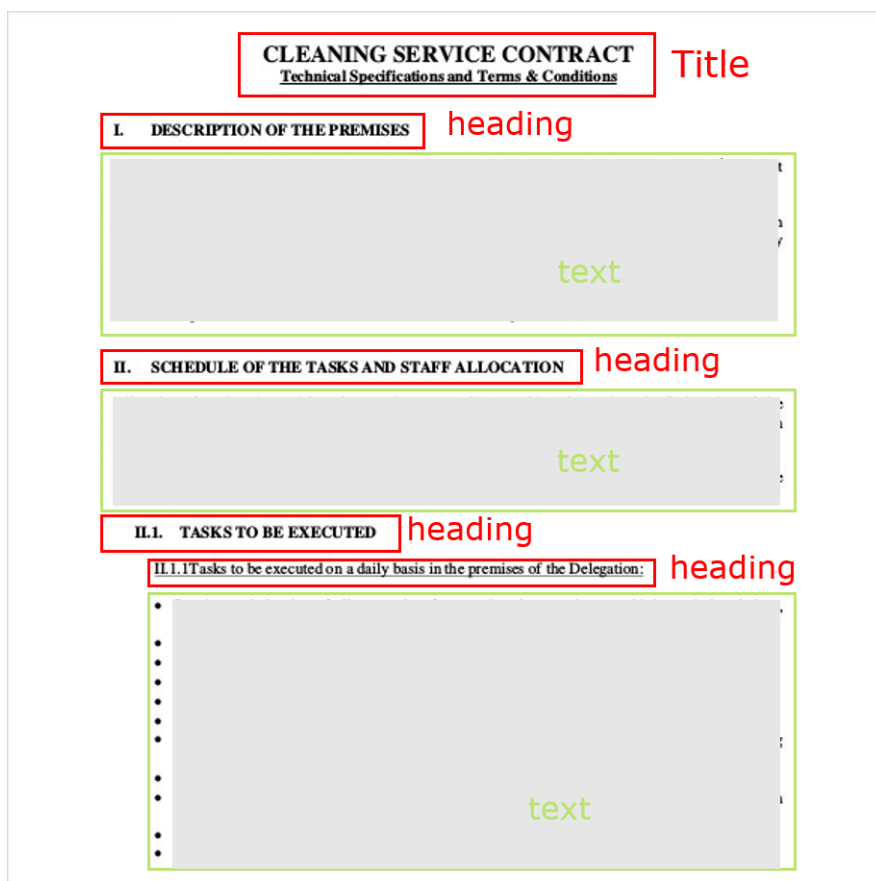 CLEANING SERVICE CONTRACT
Technical Specifications and Terms & Conditions
Title
I. DESCRIPTION OF THE PREMISES
heading
text
II. SCHEDULE OF THE TASKS AND STAFF ALLOCATION
heading
text
II.1. TASKS TO BE EXECUTED
heading
II.1.1Tasks to be executed on a daily basis in the premises of the Delegation:
heading
text